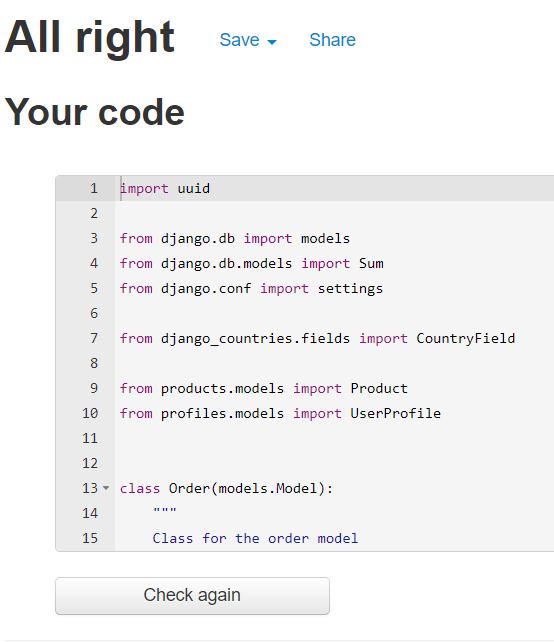 All right Save Share
Your code
1 import uuid
2
3 from django.db import models
4 from django.db.models import Sum
5 from django.conf import settings
6
7 from django_countries.fields import CountryField
8
9 from products.models import Product
10 from profiles.models import UserProfile
11
12
13 class Order(models.Model):
14     """
15     Class for the order model
Check again